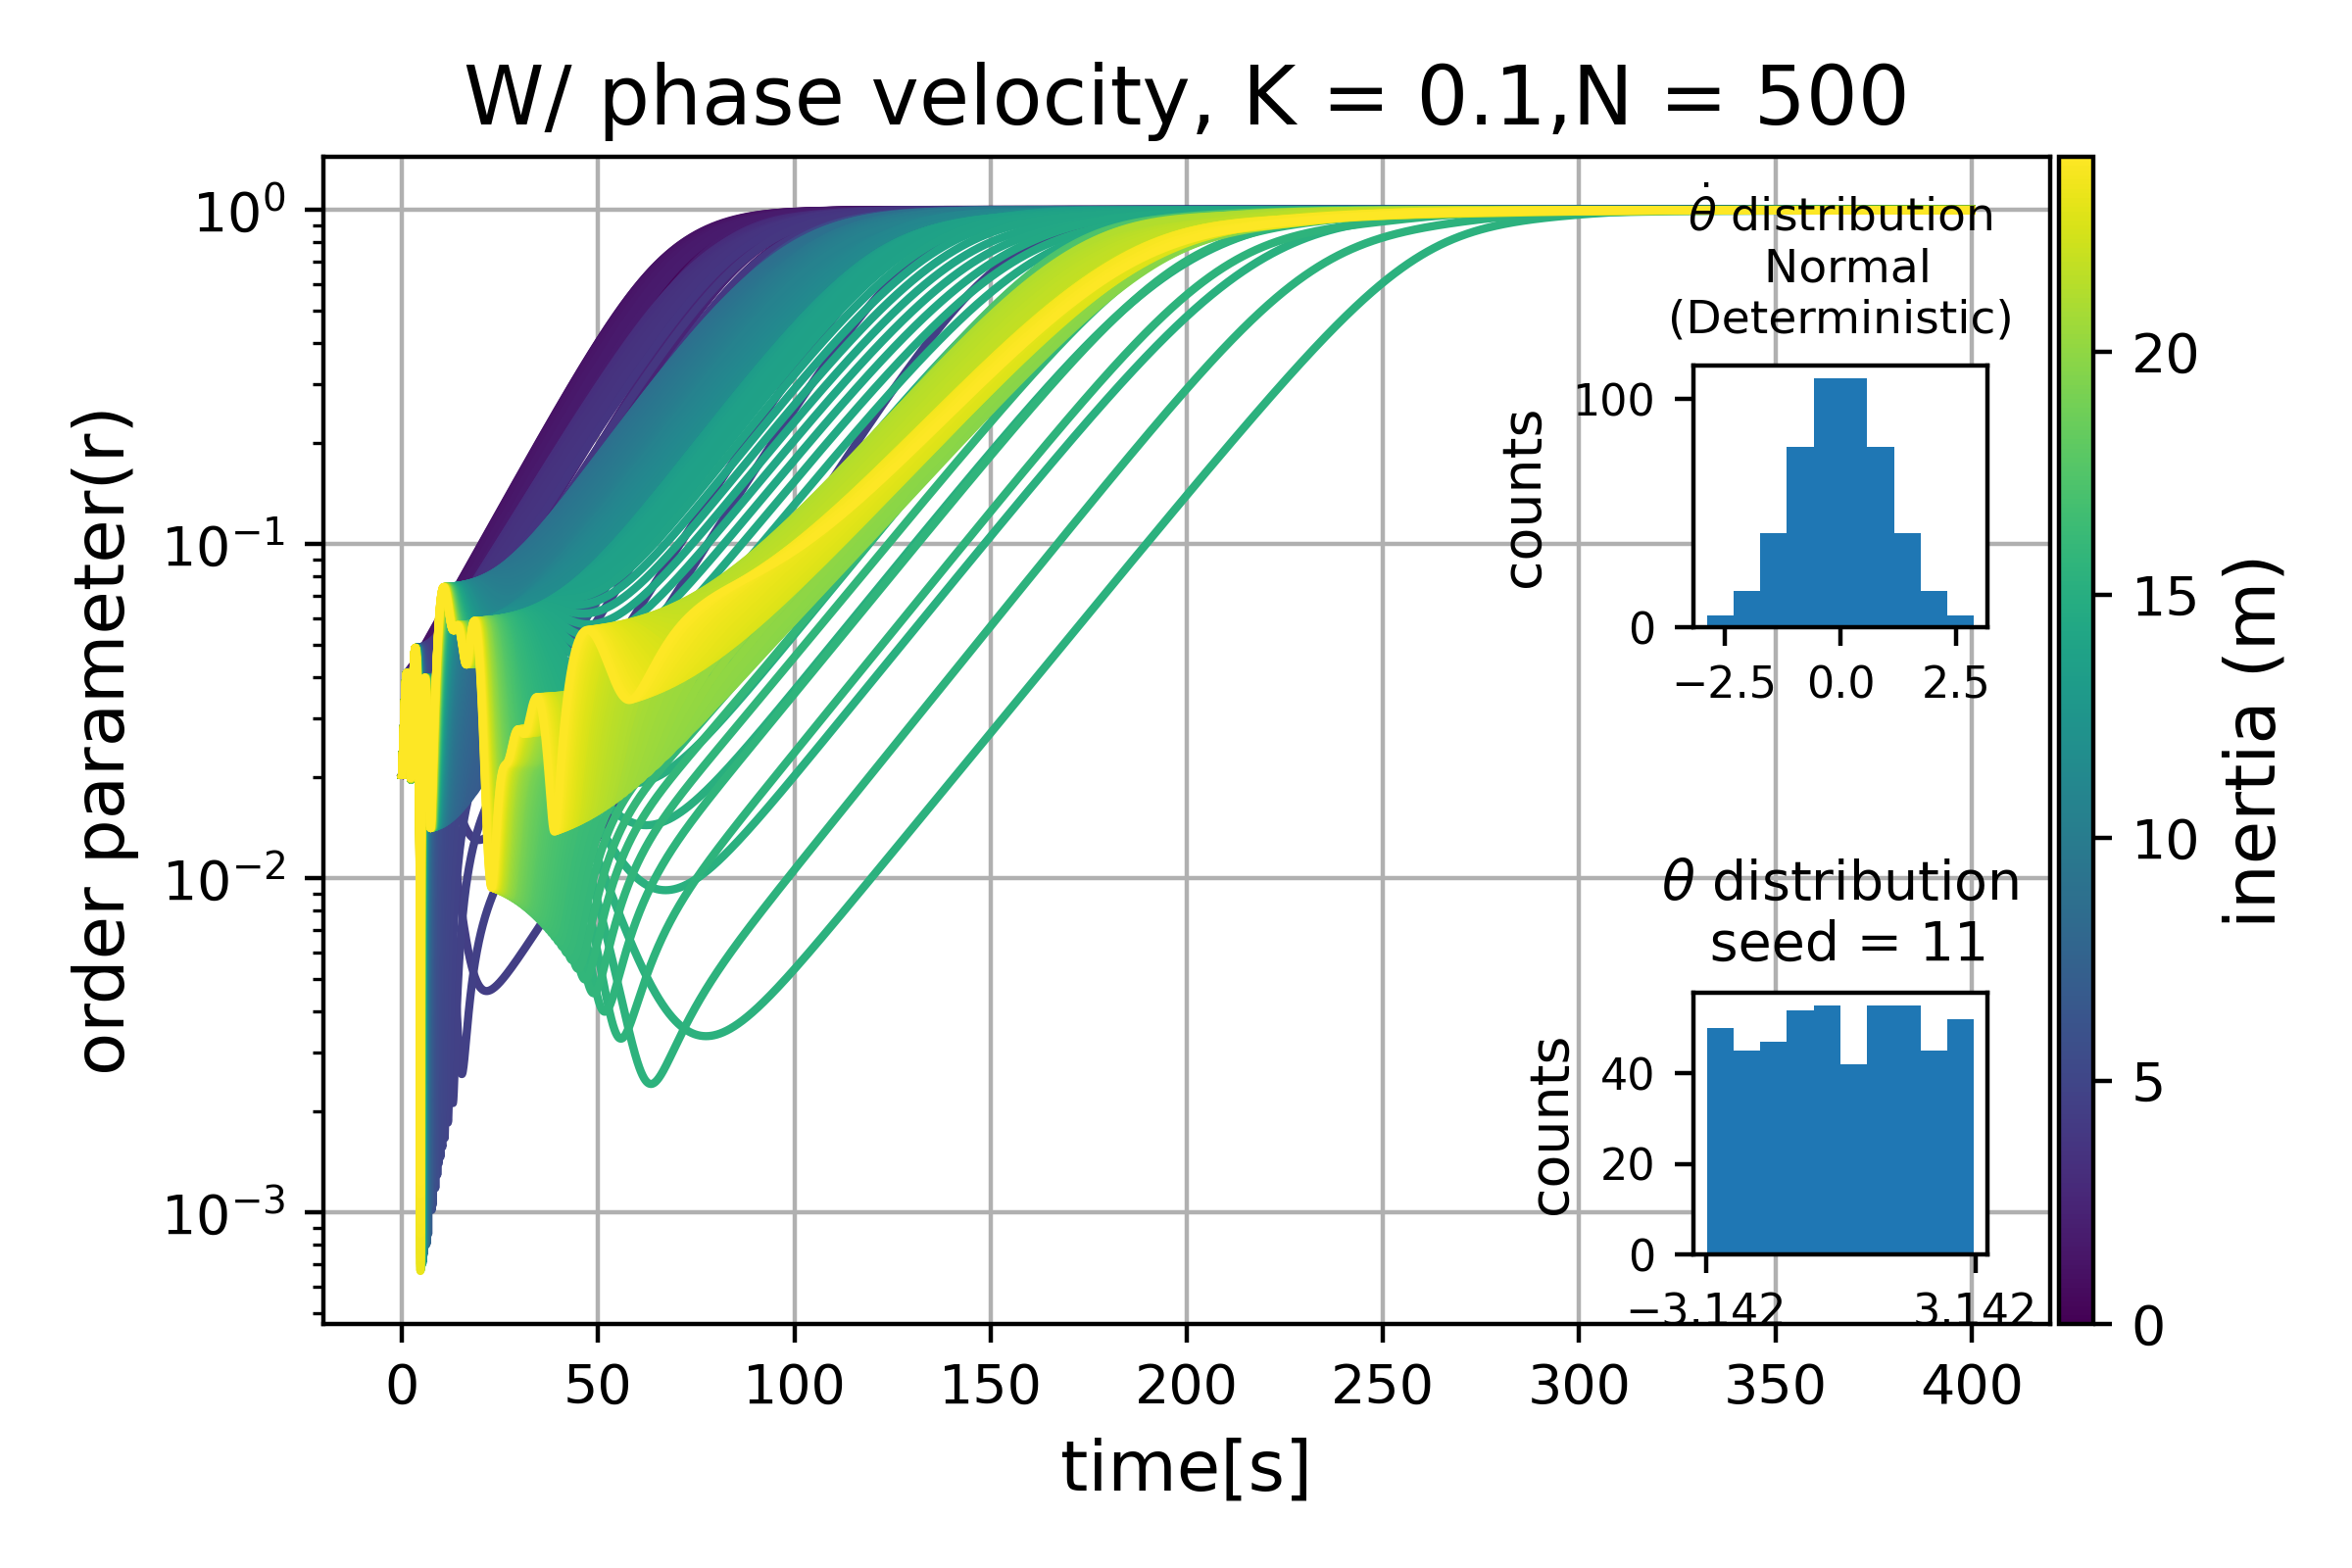 W/ phase velocity, K = 0.1,N = 500
order parameter(r)
10⁰
10⁻¹
10⁻²
10⁻³
0 50 100 150 200 250 300 350 400
time[s]
θ̇ distribution
Normal
(Deterministic)
counts
100
0
−2.5 0.0 2.5
θ distribution
seed = 11
counts
40
20
0
−3.142 3.142
20
15
10
5
0
inertia (m)